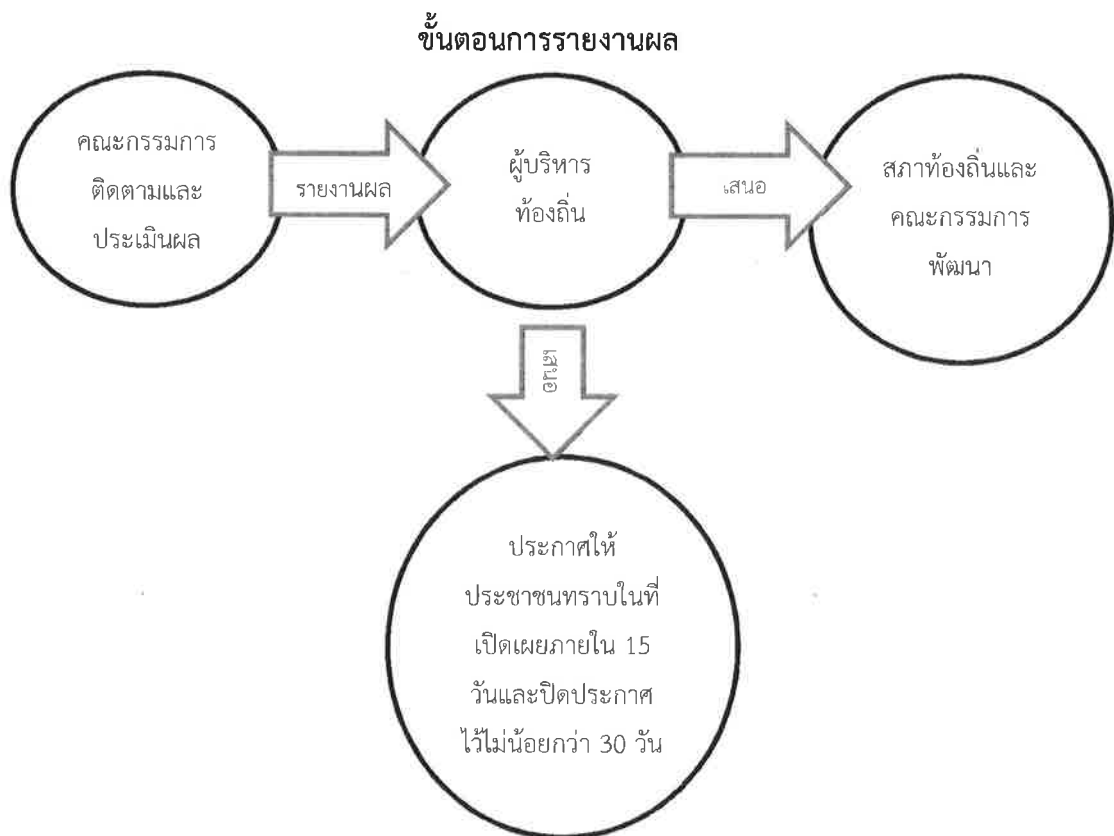 ขั้นตอนการรายงานผล
คณะกรรมการ
ติดตามและ
ประเมินผล
รายงานผล
ผู้บริหาร
ท้องถิ่น
เสนอ
สภาท้องถิ่นและ
คณะกรรมการ
พัฒนา
เสนอ
ประกาศให้
ประชาชนทราบในที่
เปิดเผยภายใน 15
วันและปิดประกาศ
ไว้ไม่น้อยกว่า 30 วัน